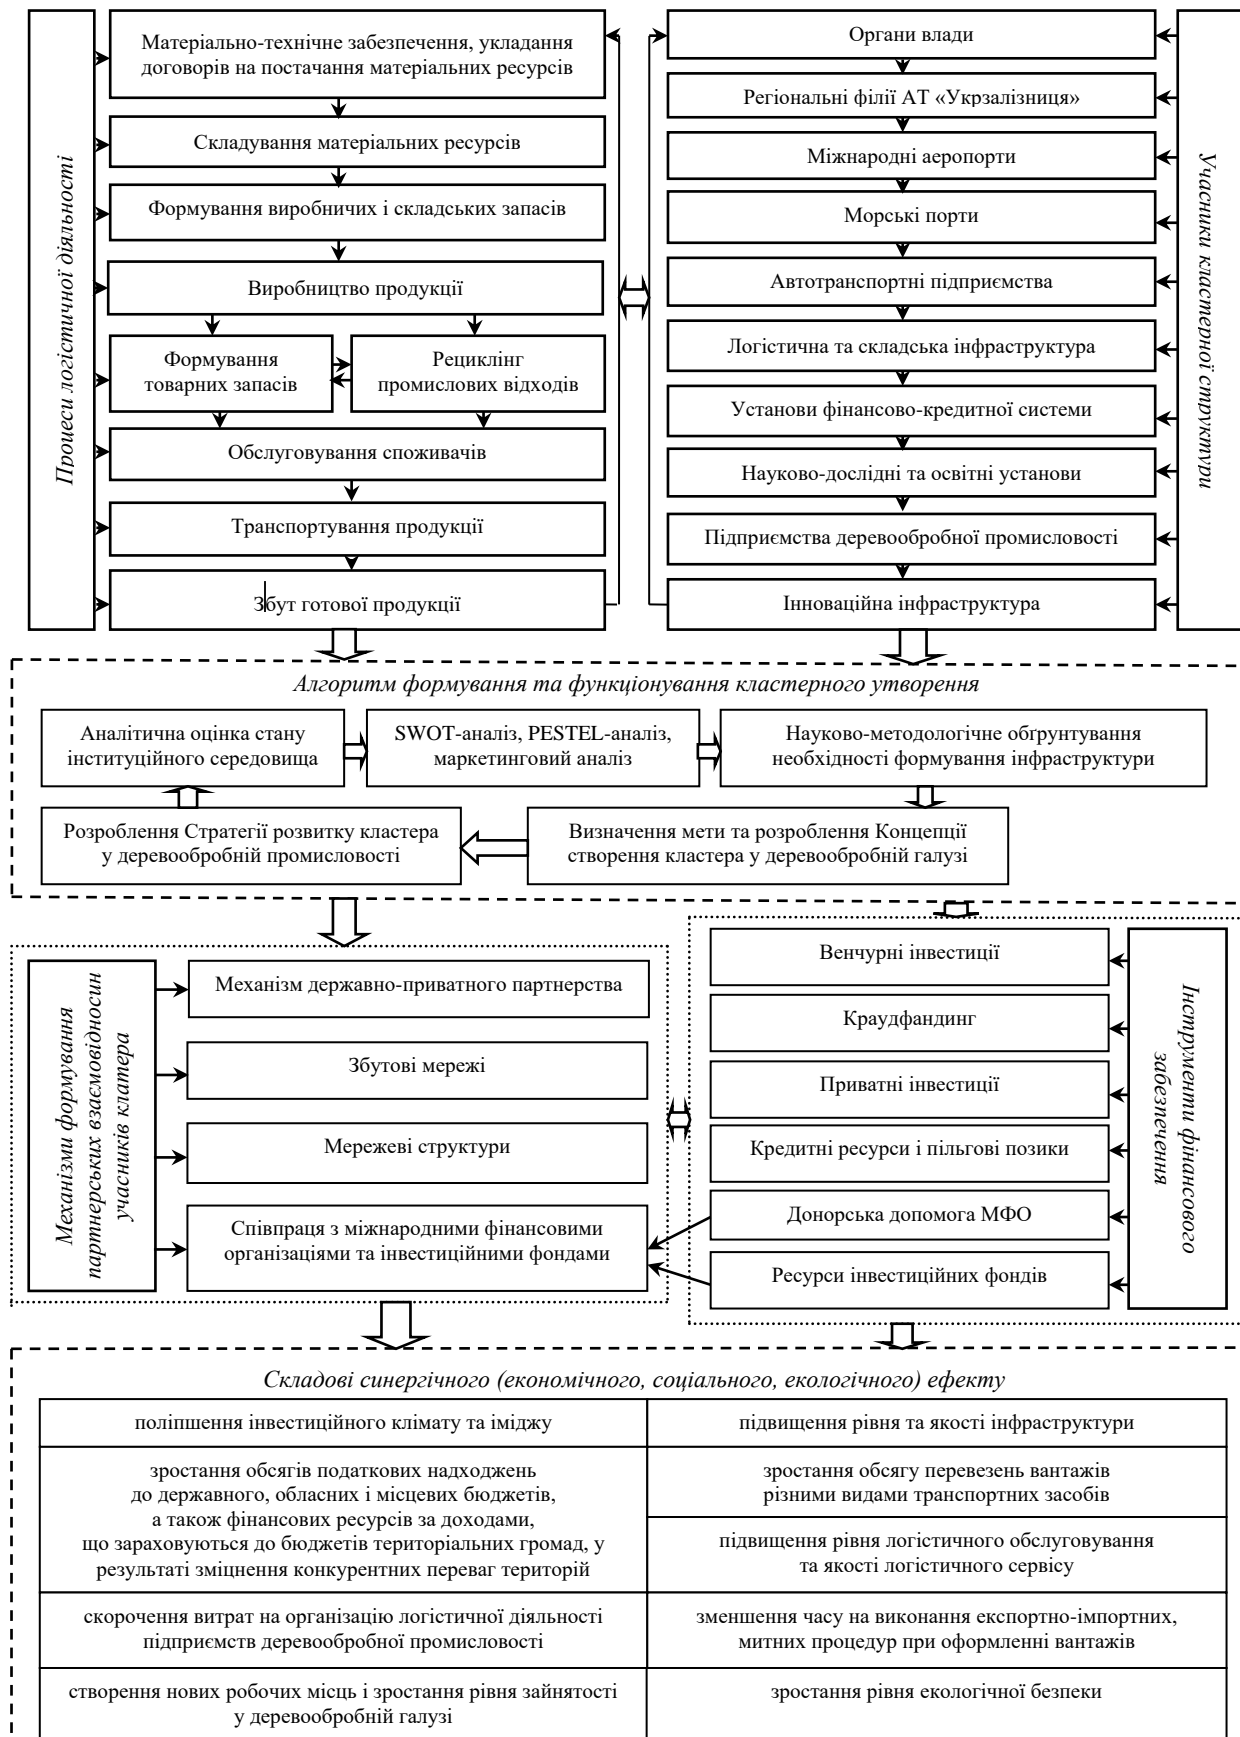 Процеси логістичної діяльності
Матеріально-технічне забезпечення, укладання
договорів на постачання матеріальних ресурсів
Складування матеріальних ресурсів
Формування виробничих і складських запасів
Виробництво продукції
Формування
товарних запасів
Рециклінг
промислових відходів
Обслуговування споживачів
Транспортування продукції
Збут готової продукції
Органи влади
Регіональні філії АТ «Укрзалізниця»
Міжнародні аеропорти
Морські порти
Автотранспортні підприємства
Логістична та складська інфраструктура
Установи фінансово-кредитної системи
Науково-дослідні та освітні установи
Підприємства деревообробної промисловості
Інноваційна інфраструктура
Учасники кластерної структури
Алгоритм формування та функціонування кластерного утворення
Аналітична оцінка стану
інституційного середовища
SWOT-аналіз, PESTEL-аналіз,
маркетинговий аналіз
Науково-методологічне обґрунтування
необхідності формування інфраструктури
Розроблення Стратегії розвитку кластера
у деревообробній промисловості
Визначення мети та розроблення Концепції
створення кластера у деревообробній галузі
Механізми формування
партнерських взаємовідносин
учасників клатера
Механізм державно-приватного партнерства
Збутові мережі
Мережеві структури
Співпраця з міжнародними фінансовими
організаціями та інвестиційними фондами
Венчурні інвестиції
Краудфандинг
Приватні інвестиції
Кредитні ресурси і пільгові позики
Донорська допомога МФО
Ресурси інвестиційних фондів
Інструменти фінансового
забезпечення
Складові синергічного (економічного, соціального, екологічного) ефекту
поліпшення інвестиційного клімату та іміджу
підвищення рівня та якості інфраструктури
зростання обсягів податкових надходжень
до державного, обласних і місцевих бюджетів,
а також фінансових ресурсів за доходами,
що зараховуються до бюджетів територіальних громад, у
результаті зміцнення конкурентних переваг територій
зростання обсягу перевезень вантажів
різними видами транспортних засобів
підвищення рівня логістичного обслуговування
та якості логістичного сервісу
скорочення витрат на організацію логістичної діяльності
підприємств деревообробної промисловості
зменшення часу на виконання експортно-імпортних,
митних процедур при оформленні вантажів
створення нових робочих місць і зростання рівня зайнятості
у деревообробній галузі
зростання рівня екологічної безпеки